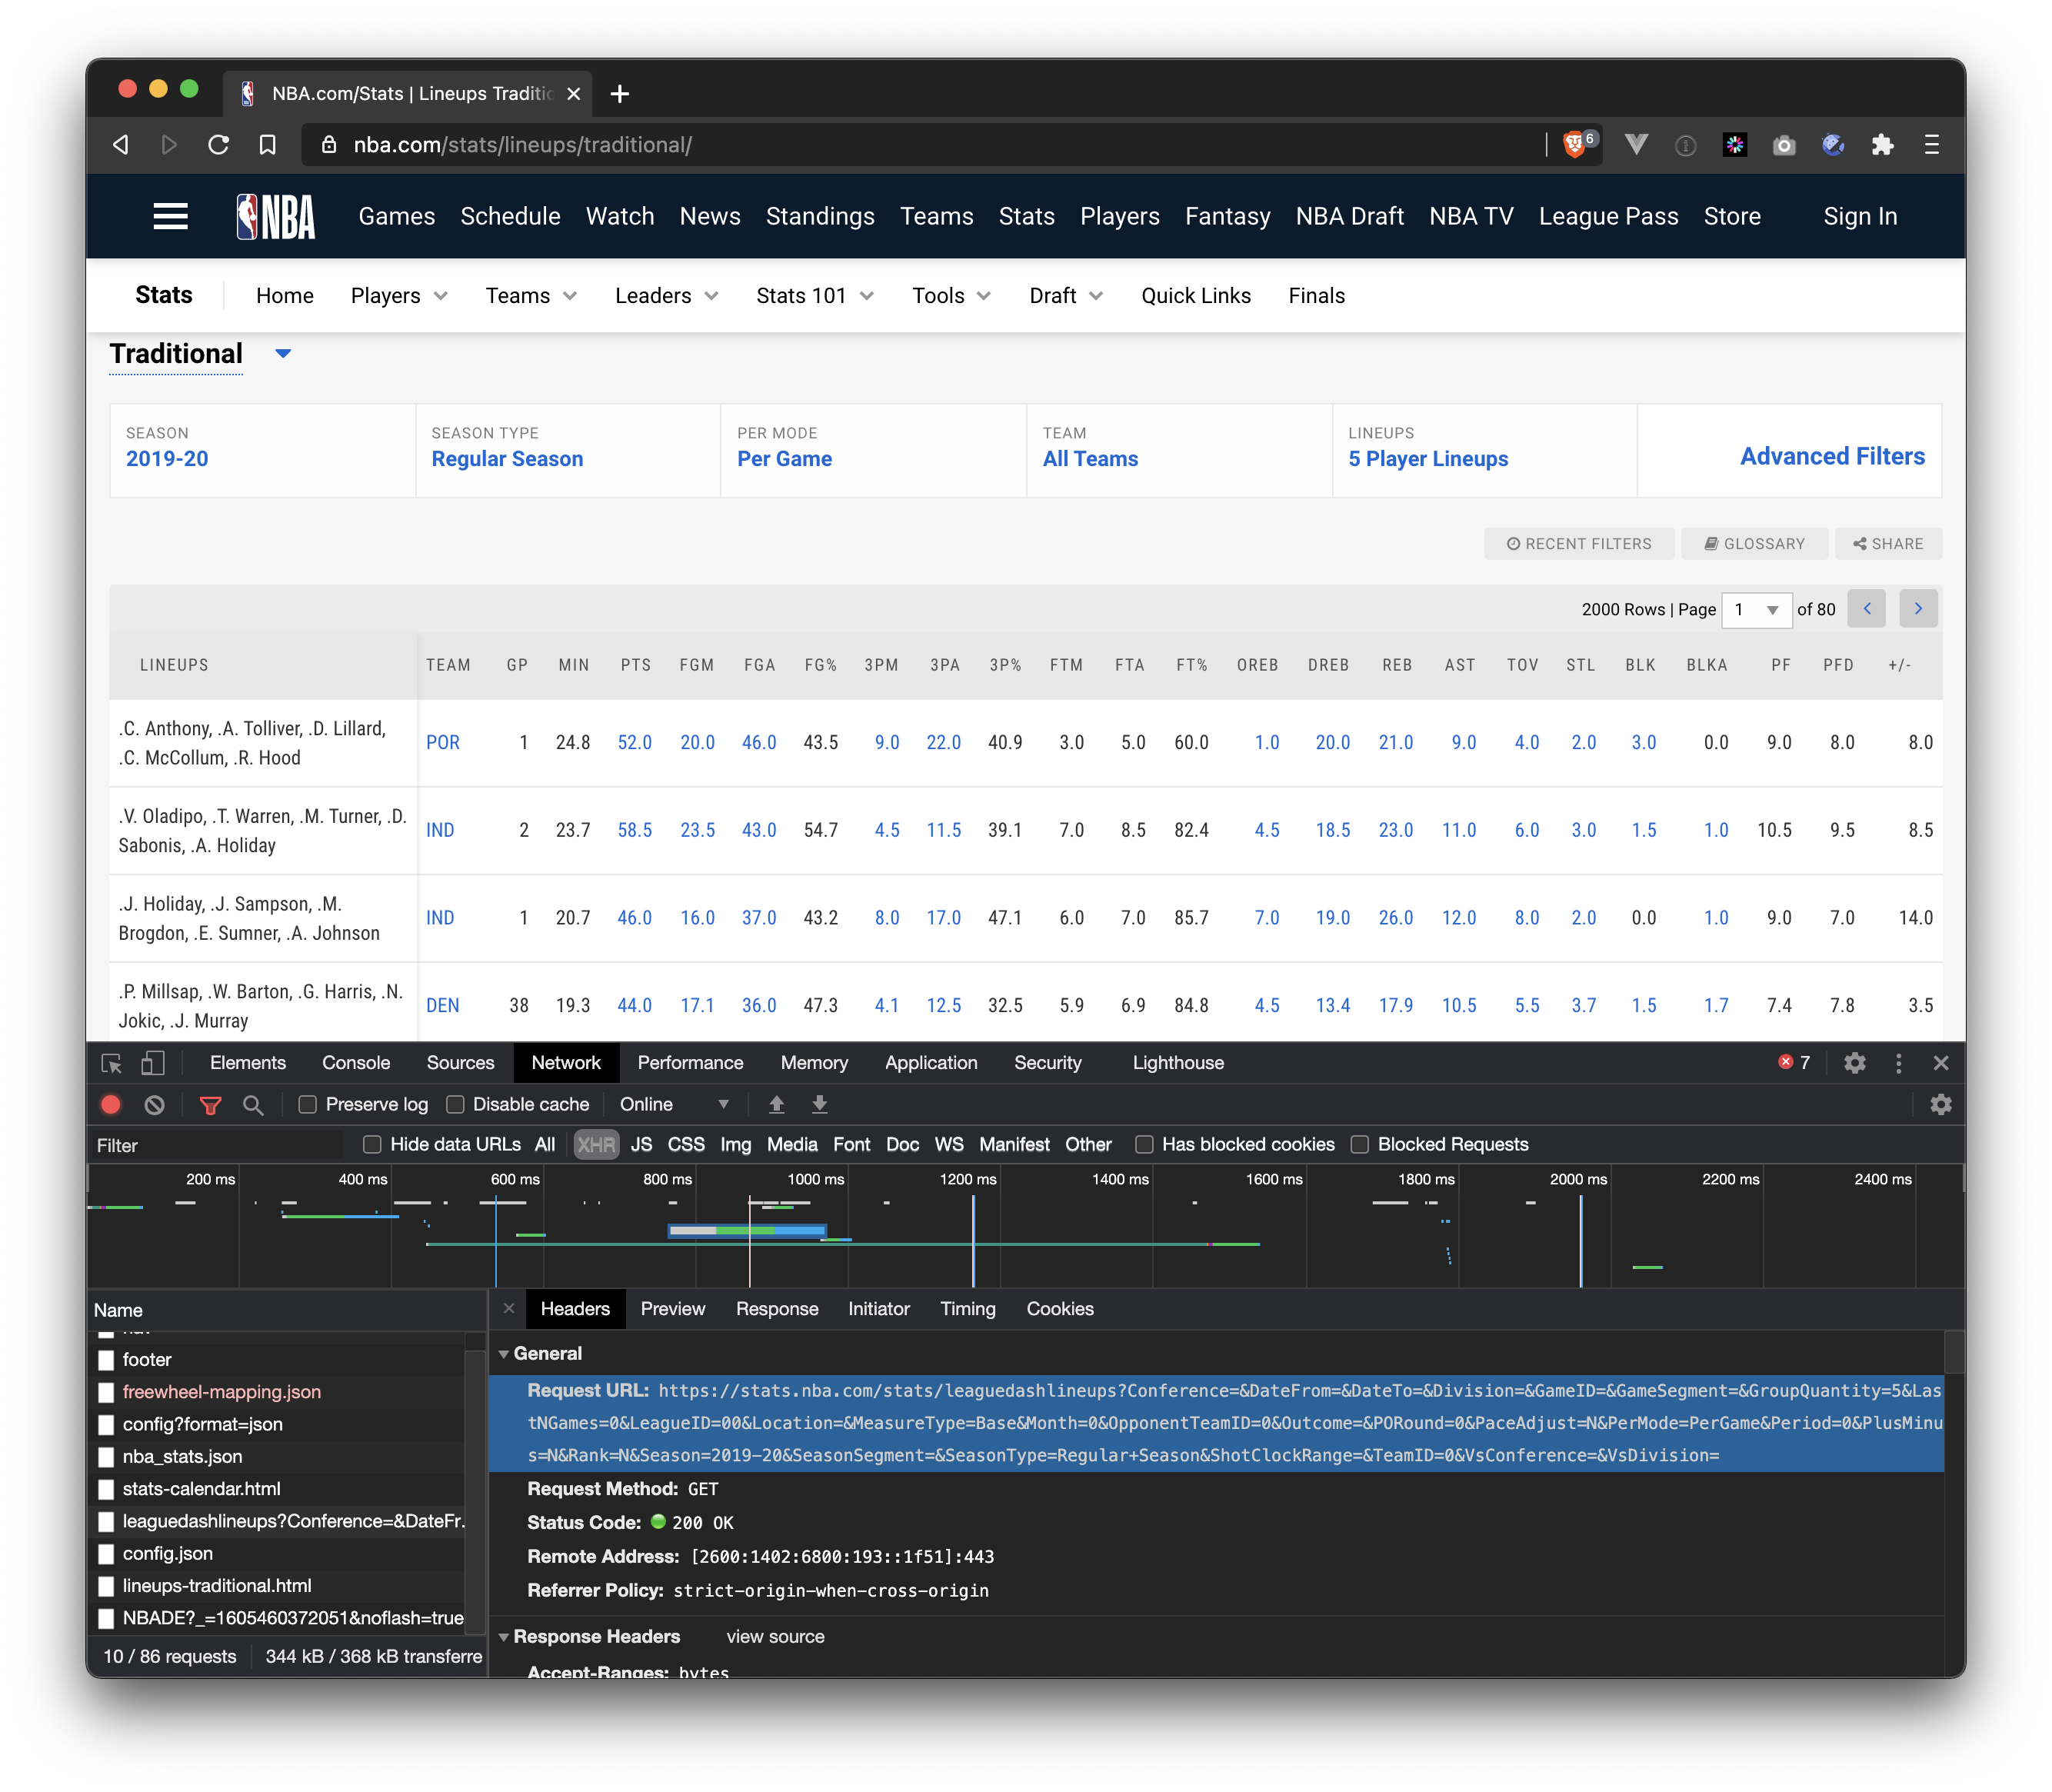 NBA.com/Stats | Lineups Traditio
nba.com/stats/lineups/traditional/
6
NBA Games Schedule Watch News Standings Teams Stats Players Fantasy NBA Draft NBA TV League Pass Store Sign In
Stats Home Players Teams Leaders Stats 101 Tools Draft Quick Links Finals
Traditional
SEASON SEASON TYPE PER MODE TEAM LINEUPS
2019-20 Regular Season Per Game All Teams 5 Player Lineups Advanced Filters
RECENT FILTERS GLOSSARY SHARE
2000 Rows | Page 1 of 80
LINEUPS TEAM GP MIN PTS FGM FGA FG% 3PM 3PA 3P% FTM FTA FT% OREB DREB REB AST TOV STL BLK BLKA PF PFD +/-
.C. Anthony, .A. Tolliver, .D. Lillard,
.C. McCollum, .R. Hood
POR 1 24.8 52.0 20.0 46.0 43.5 9.0 22.0 40.9 3.0 5.0 60.0 1.0 20.0 21.0 9.0 4.0 2.0 3.0 0.0 9.0 8.0 8.0
.V. Oladipo, .T. Warren, .M. Turner, .D.
Sabonis, .A. Holiday
IND 2 23.7 58.5 23.5 43.0 54.7 4.5 11.5 39.1 7.0 8.5 82.4 4.5 18.5 23.0 11.0 6.0 3.0 1.5 1.0 10.5 9.5 8.5
.J. Holiday, .J. Sampson, .M.
Brogdon, .E. Sumner, .A. Johnson
IND 1 20.7 46.0 16.0 37.0 43.2 8.0 17.0 47.1 6.0 7.0 85.7 7.0 19.0 26.0 12.0 8.0 2.0 0.0 1.0 9.0 7.0 14.0
.P. Millsap, .W. Barton, .G. Harris, .N.
Jokic, .J. Murray
DEN 38 19.3 44.0 17.1 36.0 47.3 4.1 12.5 32.5 5.9 6.9 84.8 4.5 13.4 17.9 10.5 5.5 3.7 1.5 1.7 7.4 7.8 3.5
Elements Console Sources Network Performance Memory Application Security Lighthouse 7
Preserve log Disable cache Online
Filter Hide data URLs All XHR JS CSS Img Media Font Doc WS Manifest Other Has blocked cookies Blocked Requests
200 ms 400 ms 600 ms 800 ms 1000 ms 1200 ms 1400 ms 1600 ms 1800 ms 2000 ms 2200 ms 2400 ms
Name
footer
freewheel-mapping.json
config?format=json
nba_stats.json
stats-calendar.html
leaguedashlineups?Conference=&DateFr.
config.json
lineups-traditional.html
NBADE?_=1605460372051&noflash=true
10 / 86 requests 344 kB / 368 kB transferre
Headers Preview Response Initiator Timing Cookies
General
Request URL: https://stats.nba.com/stats/leaguedashlineups?Conference=&DateFrom=&DateTo=&Division=&GameID=&GameSegment=&GroupQuantity=5&Las
tNGames=0&LeagueID=00&Location=&MeasureType=Base&Month=0&OpponentTeamID=0&Outcome=&PORound=0&PaceAdjust=N&PerMode=PerGame&Period=0&PlusMinu
s=N&Rank=N&Season=2019-20&SeasonSegment=&SeasonType=Regular+Season&ShotClockRange=&TeamID=0&VsConference=&VsDivision=
Request Method: GET
Status Code: 200 OK
Remote Address: [2600:1402:6800:193::1f51]:443
Referrer Policy: strict-origin-when-cross-origin
Response Headers view source
Accept-Ranges: bytes